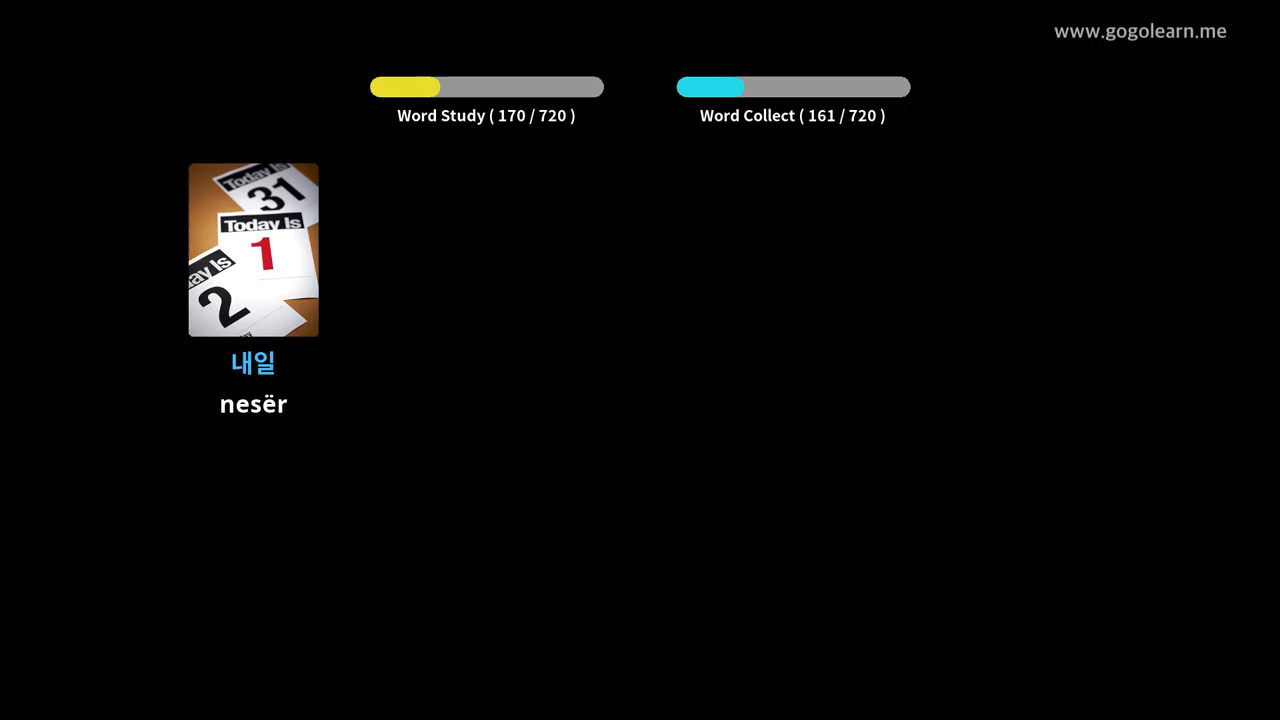 www.gogolearn.me
Word Study ( 170 / 720 )
Word Collect ( 161 / 720 )
Today Is
31
Today Is
1
ay Is
2
내일
nesër